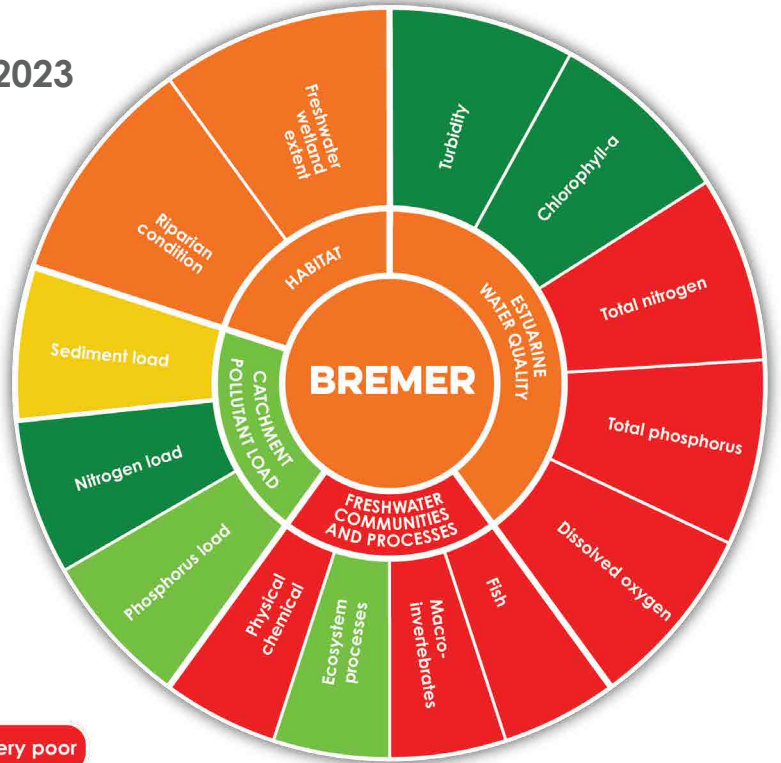 2023
Freshwater
wetland
extent
Turbidity
Chlorophyll-a
Total nitrogen
Total phosphorus
Dissolved oxygen
Fish
Macro-
invertebrates
Ecosystem
processes
Physical
chemical
Phosphorus load
Nitrogen load
Sediment load
Riparian
condition
HABITAT
ESTUARINE
WATER QUALITY
FRESHWATER
COMMUNITIES
AND PROCESSES
CATCHMENT
POLLUTANT LOAD
BREMER
poor